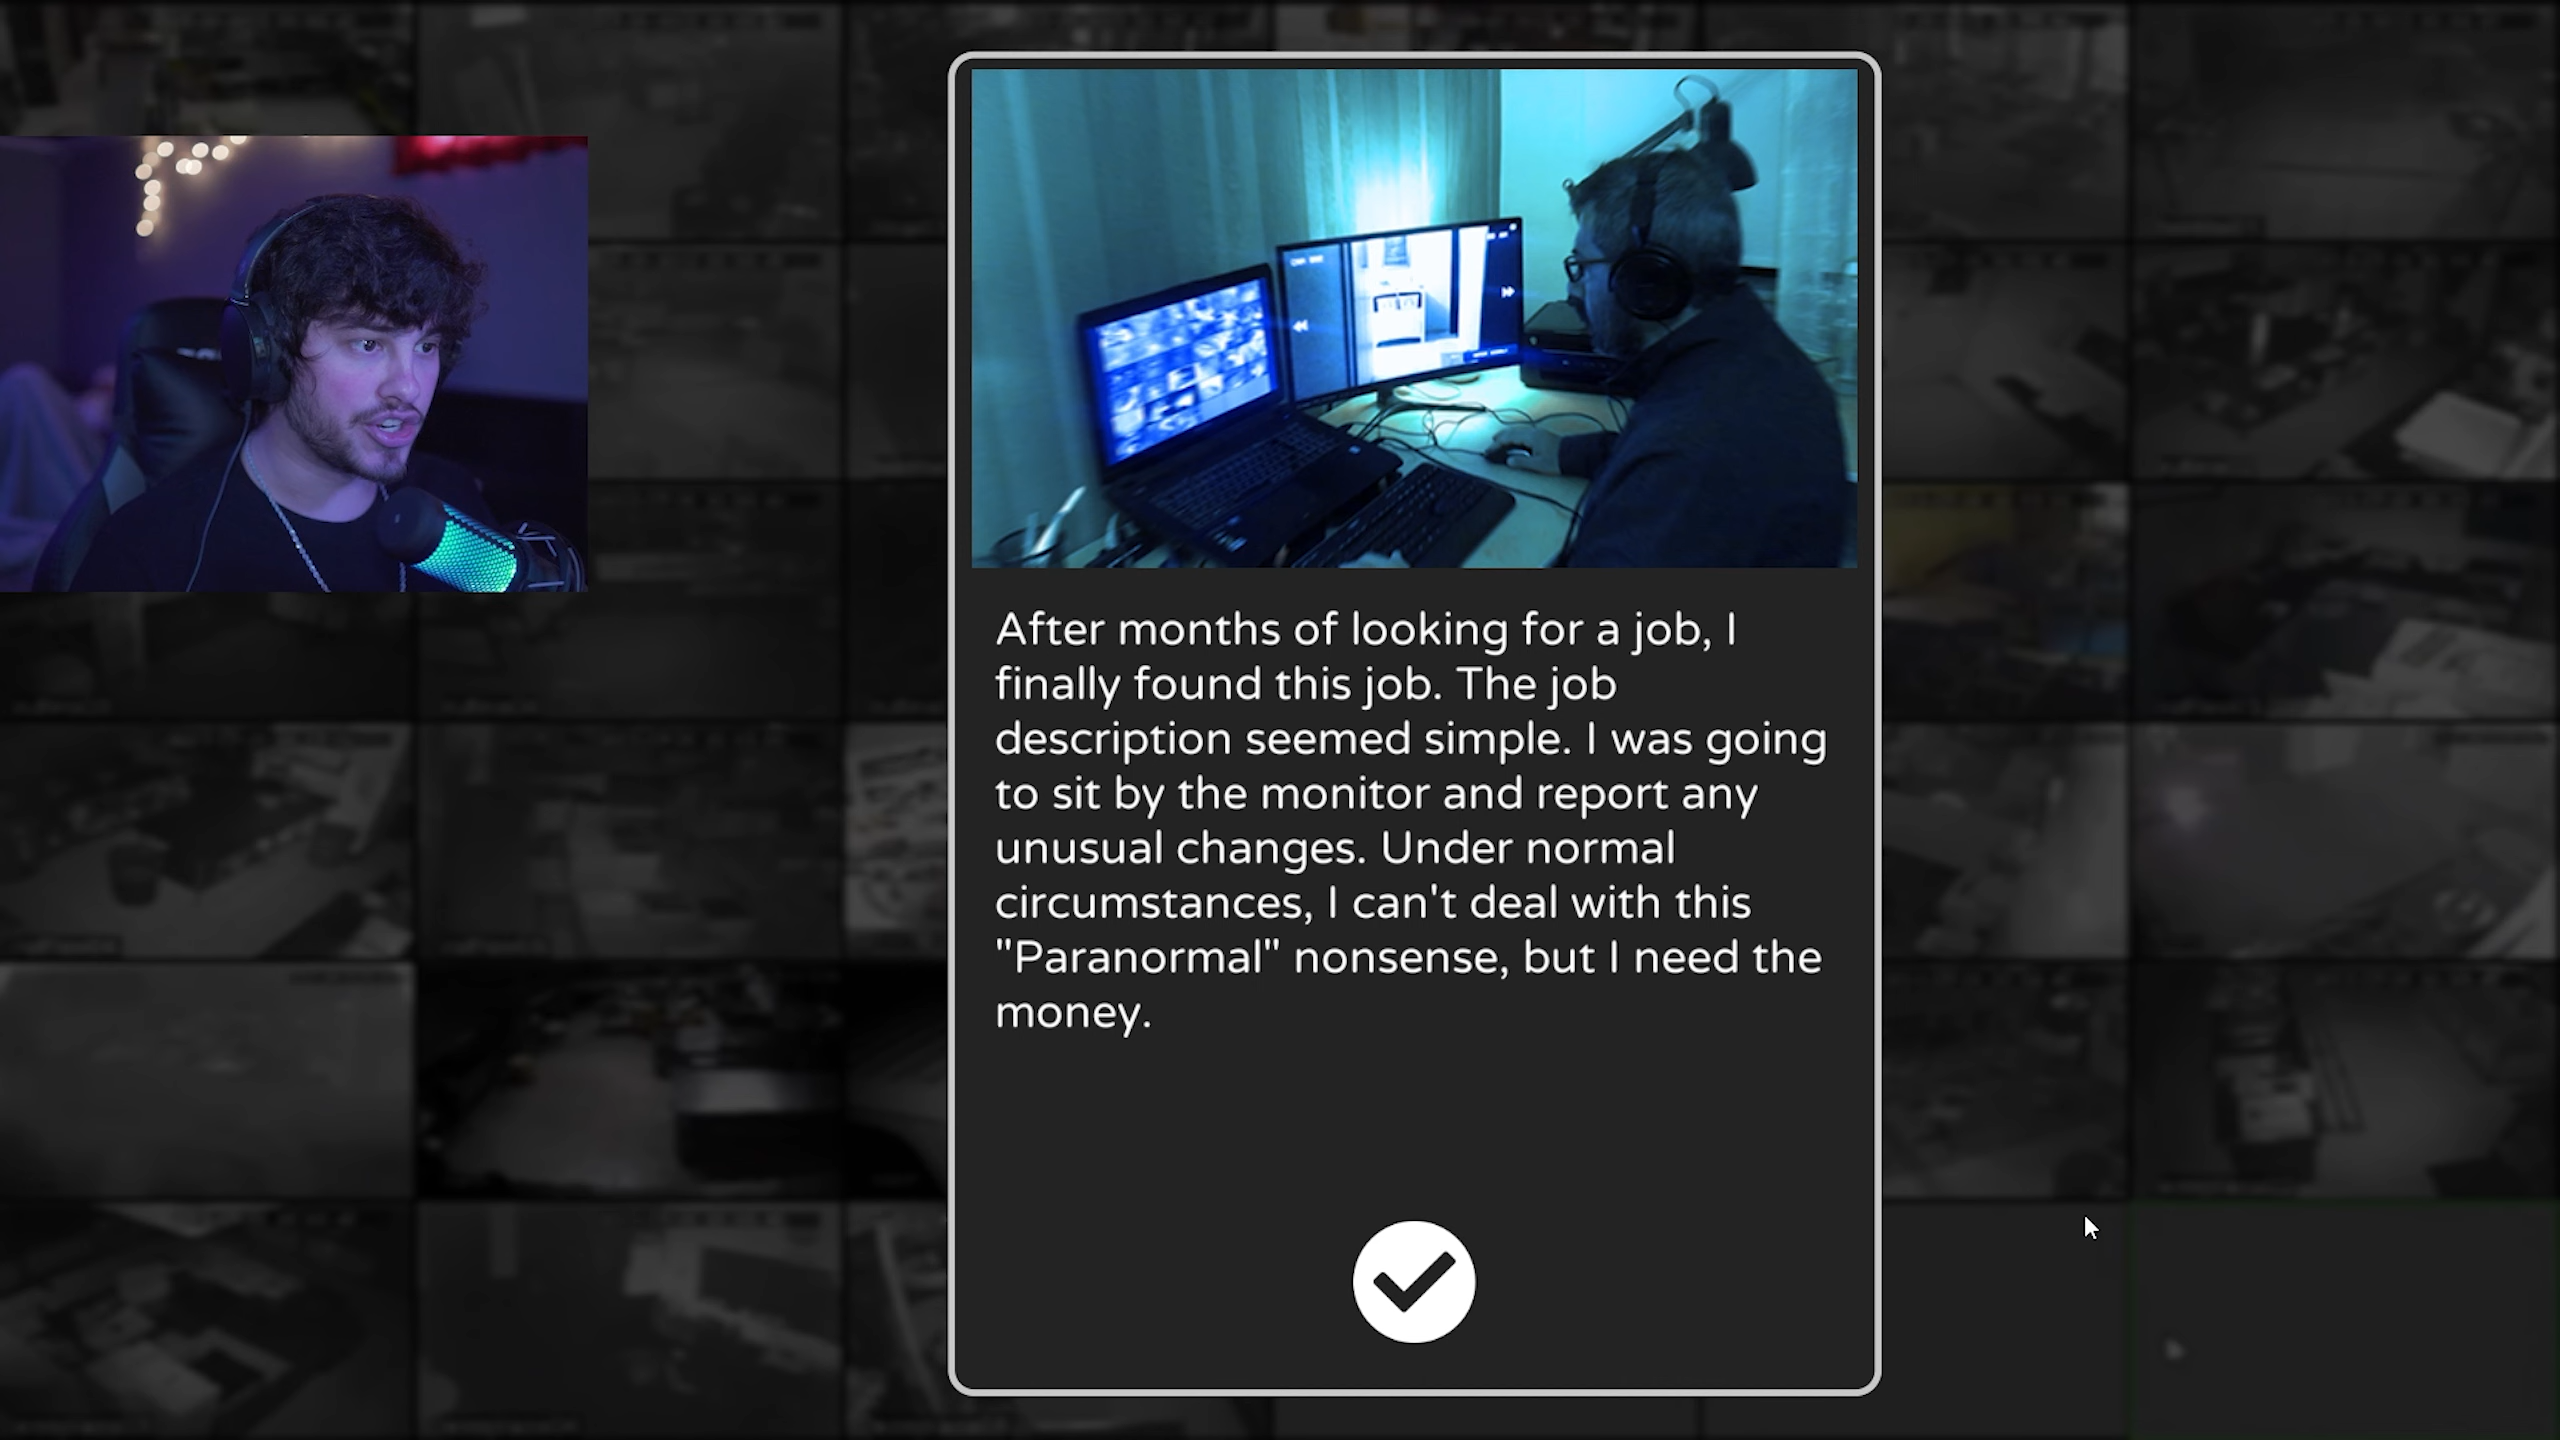 After months of looking for a job, I
finally found this job. The job
description seemed simple. I was going
to sit by the monitor and report any
unusual changes. Under normal
circumstances, I can't deal with this
"Paranormal" nonsense, but I need the
money.